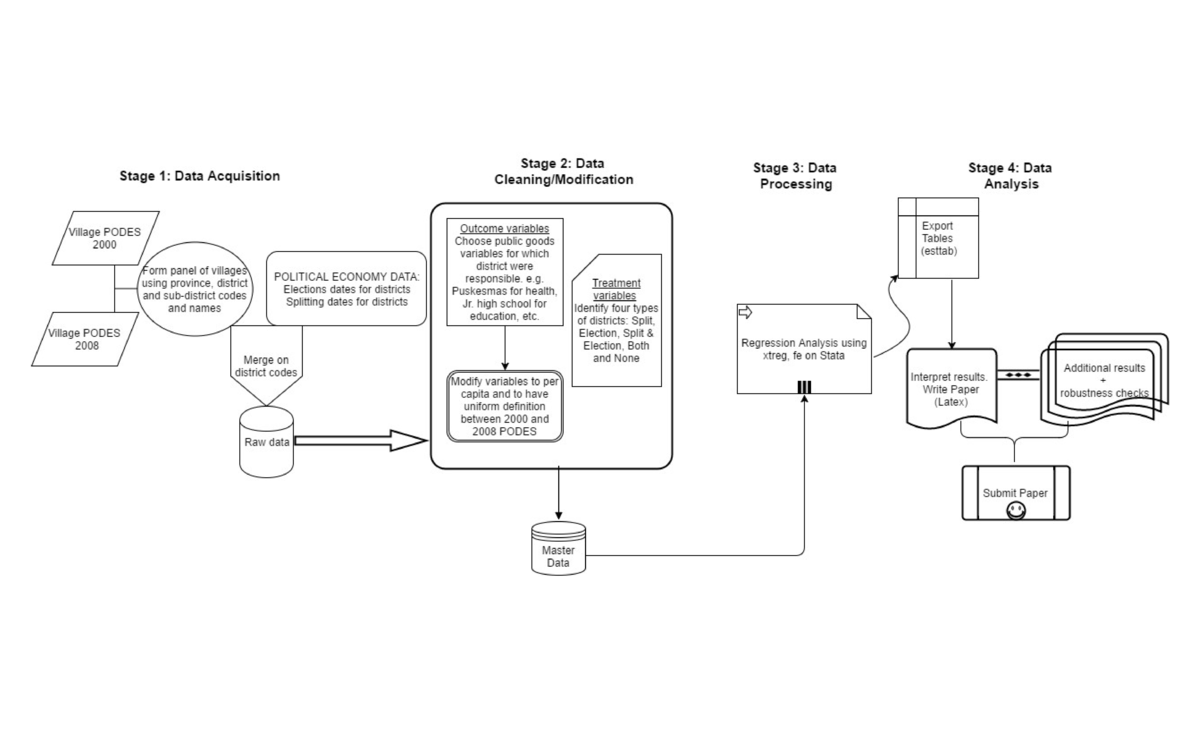 Stage 1: Data Acquisition
Village PODES
2000
Form panel of villages
using province, district
and sub-district codes
and names
Village PODES
2008
POLITICAL ECONOMY DATA:
Elections dates for districts
Splitting dates for districts
Merge on
district codes
Raw data
Stage 2: Data
Cleaning/Modification
Outcome variables
Choose public goods
variables for which
district were
responsible. e.g.
Puskesmas for health,
Jr. high school for
education, etc.
Treatment
variables
Identify four types
of districts: Split,
Election, Split &
Election, Both
and None
Modify variables to per
capita and to have
uniform definition
between 2000 and
2008 PODES
Master
Data
Stage 3: Data
Processing
Regression Analysis using
xtreg, fe on Stata
Stage 4: Data
Analysis
Export
Tables
(esttab)
Interpret results.
Write Paper
(Latex)
Additional results
+
robustness checks
Submit Paper